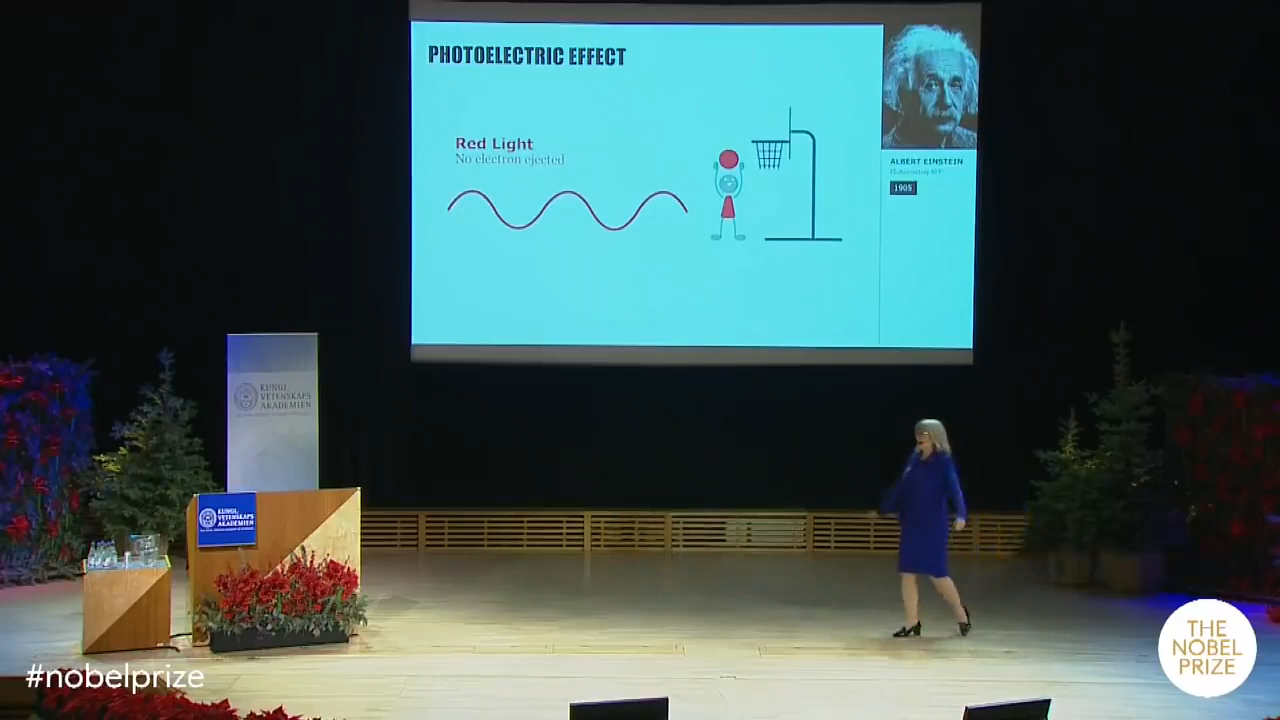 PHOTOELECTRIC EFFECT
Red Light
No electron ejected
ALBERT EINSTEIN
1905
KUNGL.
VETENSKAPS
AKADEMIEN
KUNGL.
VETENSKAPS
AKADEMIEN
#nobelprize
THE
NOBEL
PRIZE